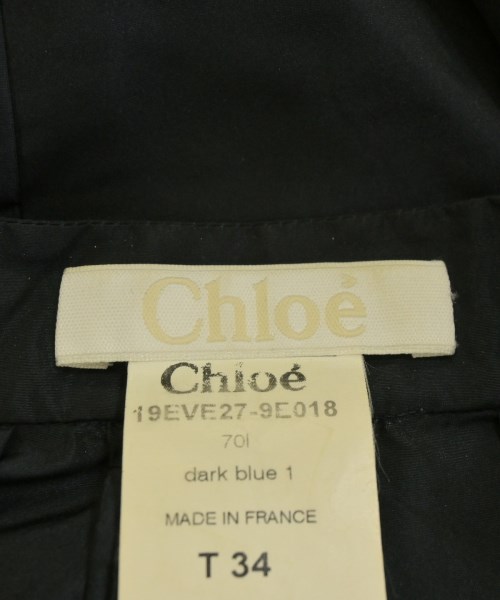 Chloé
Chloé
19EVE27-9E018
70I
dark blue 1
MADE IN FRANCE
T 34